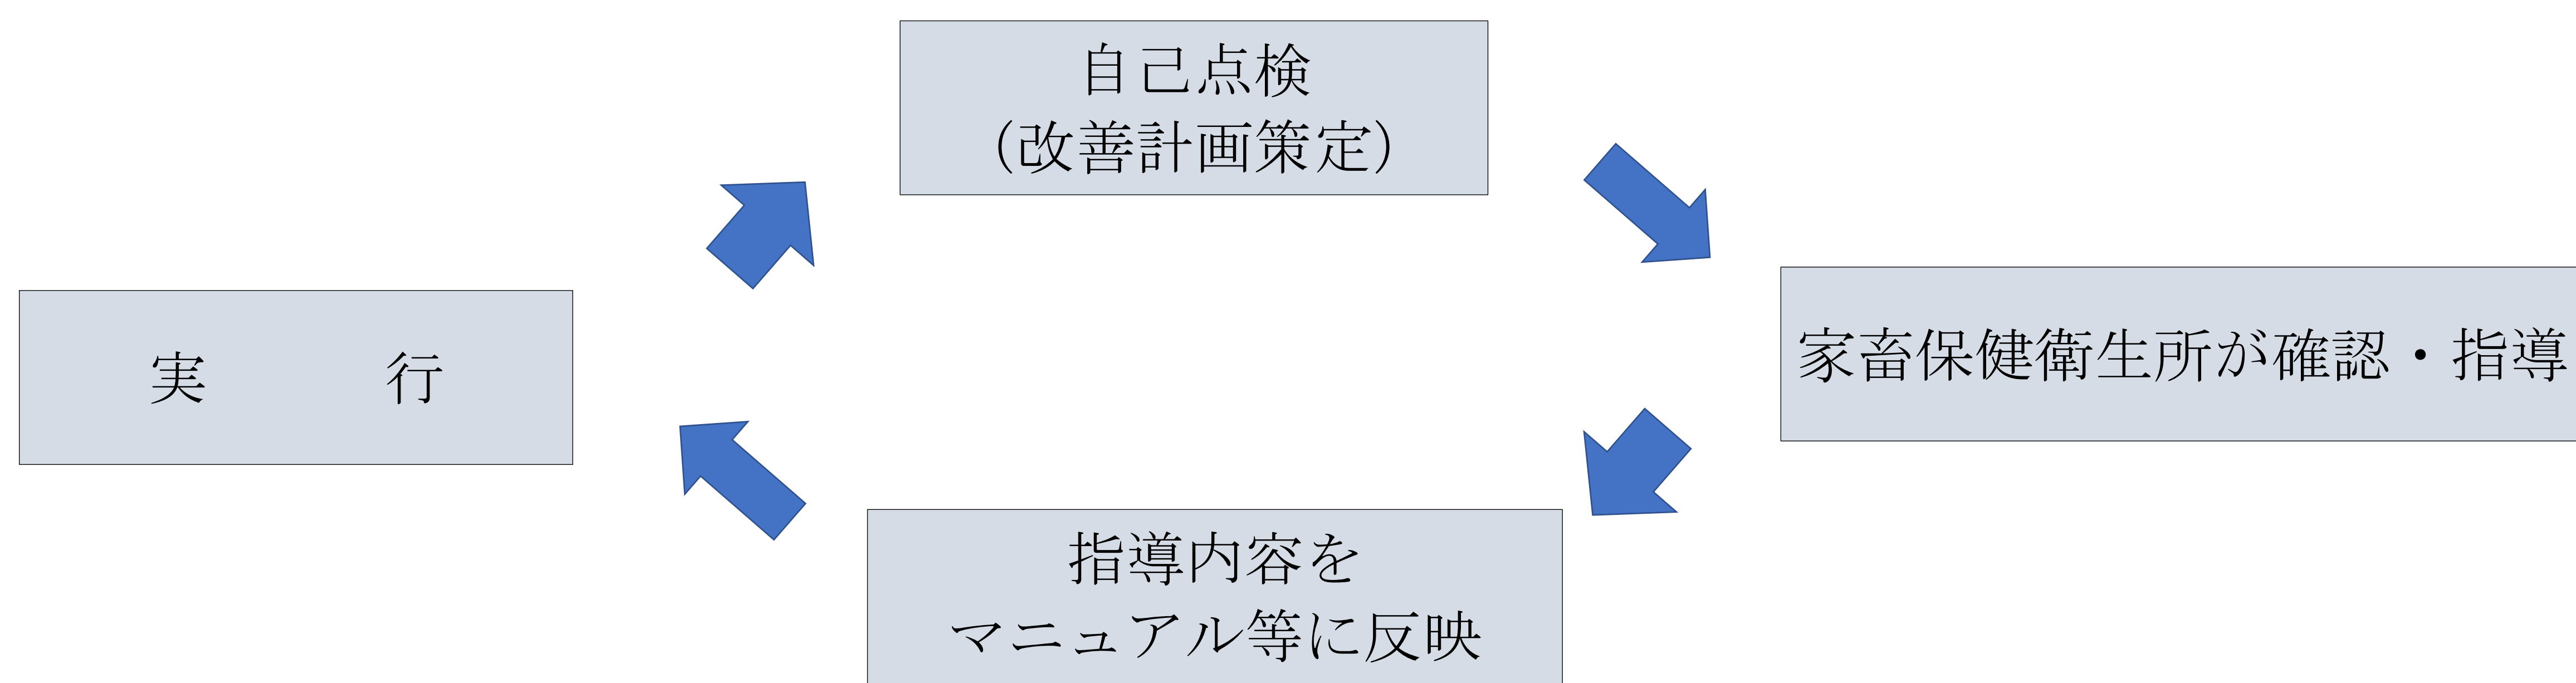 自己点検
（改善計画策定）
家畜保健衛生所が確認・指導
実　　　行
指導内容を
マニュアル等に反映